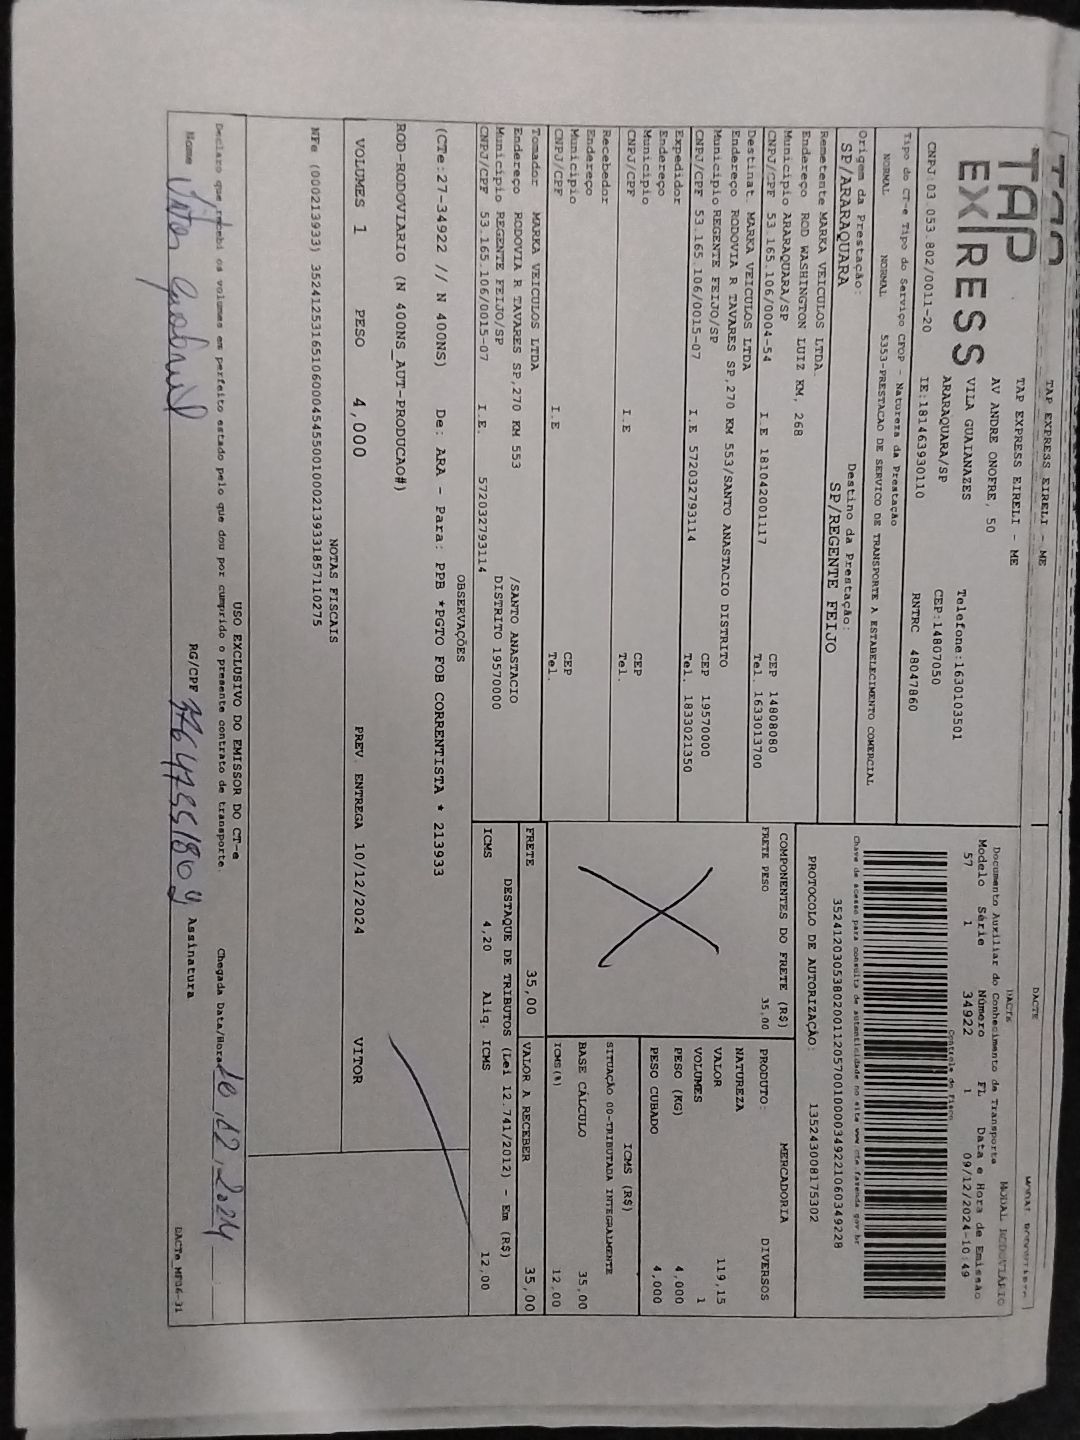 TAP EXPRESS EIRELI - ME
DACTE
TAP EXPRESS
TAP EXPRESS EIRELI - ME
AV ANDRE ONOFRE, 50
VILA GUAIANAZES
ARARAQUARA/SP
Telefone:1630103501
CEP:14807050
CNPJ:03.053.802/0011-20
IE:181463930110
RNTRC 48047860
DACTE
MODAL RODOVIÁRIO
Documento Auxiliar do Conhecimento de Transporte
Modelo Série Número FL Data e Hora de Emissão
57 1 34922 1 09/12/2024-10:49
Controle do Fisco
Chave de acesso para consulta de autenticidade no site www.cte.fazenda.gov.br
PROTOCOLO DE AUTORIZAÇÃO: 135243008175302
Tipo do CT-e Tipo do Serviço CFOP - Natureza da Prestação
NORMAL NORMAL 5353-PRESTACAO DE SERVICO DE TRANSPORTE A ESTABELECIMENTO COMERCIAL
Origem da Prestação: Destino da Prestação:
SP/ARARAQUARA SP/REGENTE FEIJO
Remetente MARKA VEICULOS LTDA.
Endereço ROD WASHINGTON LUIZ KM, 268
Município ARARAQUARA/SP CEP 14808080
CNPJ/CPF 53.165.106/0004-54 I.E 181042001117 Tel. 1633013700
Destinat. MARKA VEICULOS LTDA
Endereço RODOVIA R TAVARES SP,270 KM 553/SANTO ANASTACIO DISTRITO
Município REGENTE FEIJO/SP CEP 19570000
CNPJ/CPF 53.165.106/0015-07 I.E 572032793114 Tel. 1833021350
Expedidor
Endereço
Município CEP
CNPJ/CPF I.E Tel.
Recebedor
Endereço
Município CEP
CNPJ/CPF I.E Tel.
Tomador MARKA VEICULOS LTDA
Endereço RODOVIA R TAVARES SP,270 KM 553 /SANTO ANASTACIO
Município REGENTE FEIJO/SP DISTRITO 19570000
CNPJ/CPF 53.165.106/0015-07 I.E. 572032793114
COMPONENTES DO FRETE (R$)
FRETE PESO 35,00
PRODUTO: MERCADORIA
NATUREZA DIVERSOS
VALOR 119,15
VOLUMES 1
PESO (KG) 4,000
PESO CUBADO 4,000
ICMS (R$)
SITUAÇÃO 00-TRIBUTADA INTEGRALMENTE
BASE CÁLCULO 35,00
ICMS(%) 12,00
FRETE 35,00
VALOR A RECEBER 35,00
DESTAQUE DE TRIBUTOS (Lei 12.741/2012) - Em (R$)
ICMS 4,20 Aliq. ICMS 12,00
OBSERVAÇÕES
(CTe:27-34922 // N 400NS) De: ARA - Para: PPB *PGTO FOB CORRENTISTA * 213933
ROD-RODOVIARIO (N 400NS_AUT-PRODUCAO#)
VOLUMES 1 PESO 4,000 PREV. ENTREGA 10/12/2024 VITOR
NOTAS FISCAIS
NFe (000213933)
USO EXCLUSIVO DO EMISSOR DO CT-e
Declaro que recebi os volumes em perfeito estado pelo que dou por cumprido o presente contrato de transporte.
Chegada Data/Hora 10,12,2024
Nome Vitor Gabriel RG/CPF Assinatura
DACTe_MF06-31